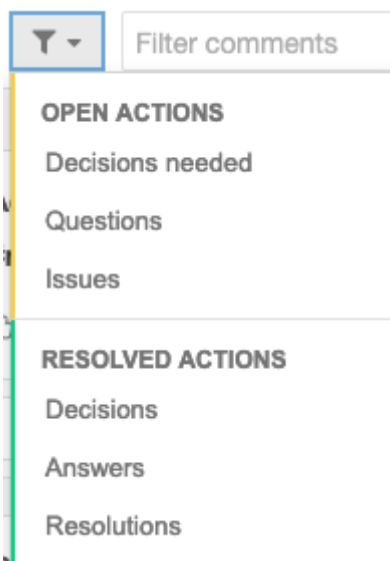 Filter comments
OPEN ACTIONS
Decisions needed
Questions
Issues
RESOLVED ACTIONS
Decisions
Answers
Resolutions